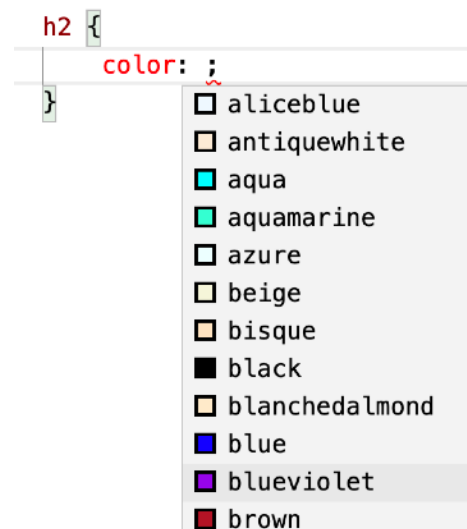 h2 {
color: ;
}
aliceblue
antiquewhite
aqua
aquamarine
azure
beige
bisque
black
blanchedalmond
blue
blueviolet
brown